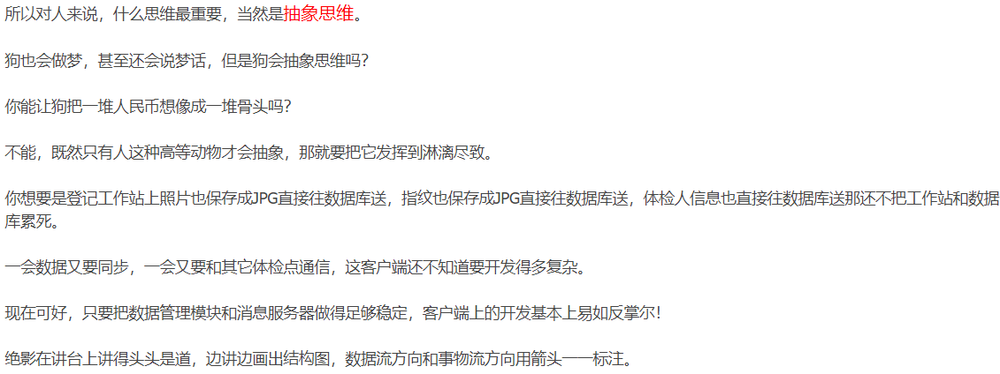 所以对人来说，什么思维最重要，当然是抽象思维。
狗也会做梦，甚至还会说梦话，但是狗会抽象思维吗？
你能让狗把一堆人民币想像成一堆骨头吗？
不能，既然只有人这种高等动物才会抽象，那就要把它发挥到淋漓尽致。
你想要是登记工作站上照片也保存成JPG直接往数据库送，指纹也保存成JPG直接往数据库送，体检人信息也直接往数据库送那还不把工作站和数据
库累死。
一会数据又要同步，一会又要和其它体检点通信，这客户端还不知道要开发得多复杂。
现在可好，只要把数据管理模块和消息服务器做得足够稳定，客户端上的开发基本上易如反掌尔！
绝影在讲台上讲得头头是道，边讲边画出结构图，数据流方向和事物流方向用箭头一一标注。